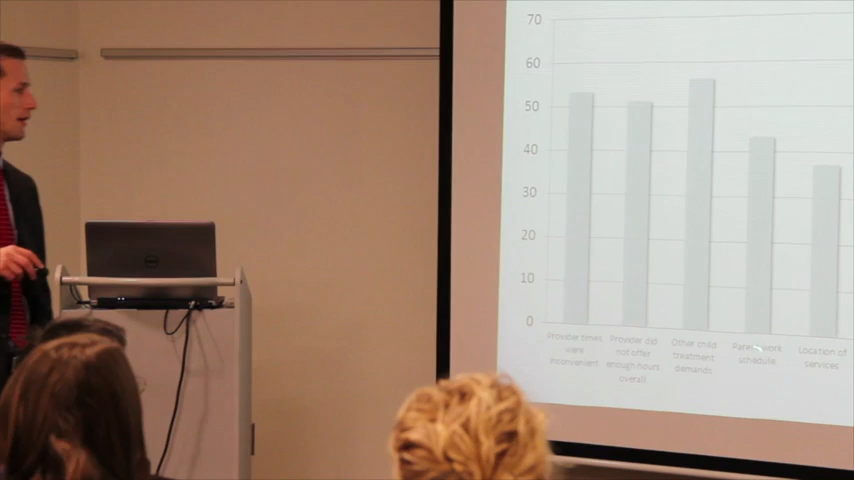 70
60
50
40
30
20
10
0
Provider times were inconvenient
Provider did not offer enough hours overall
Other child treatment demands
Parent work schedule
Location of services
DELL